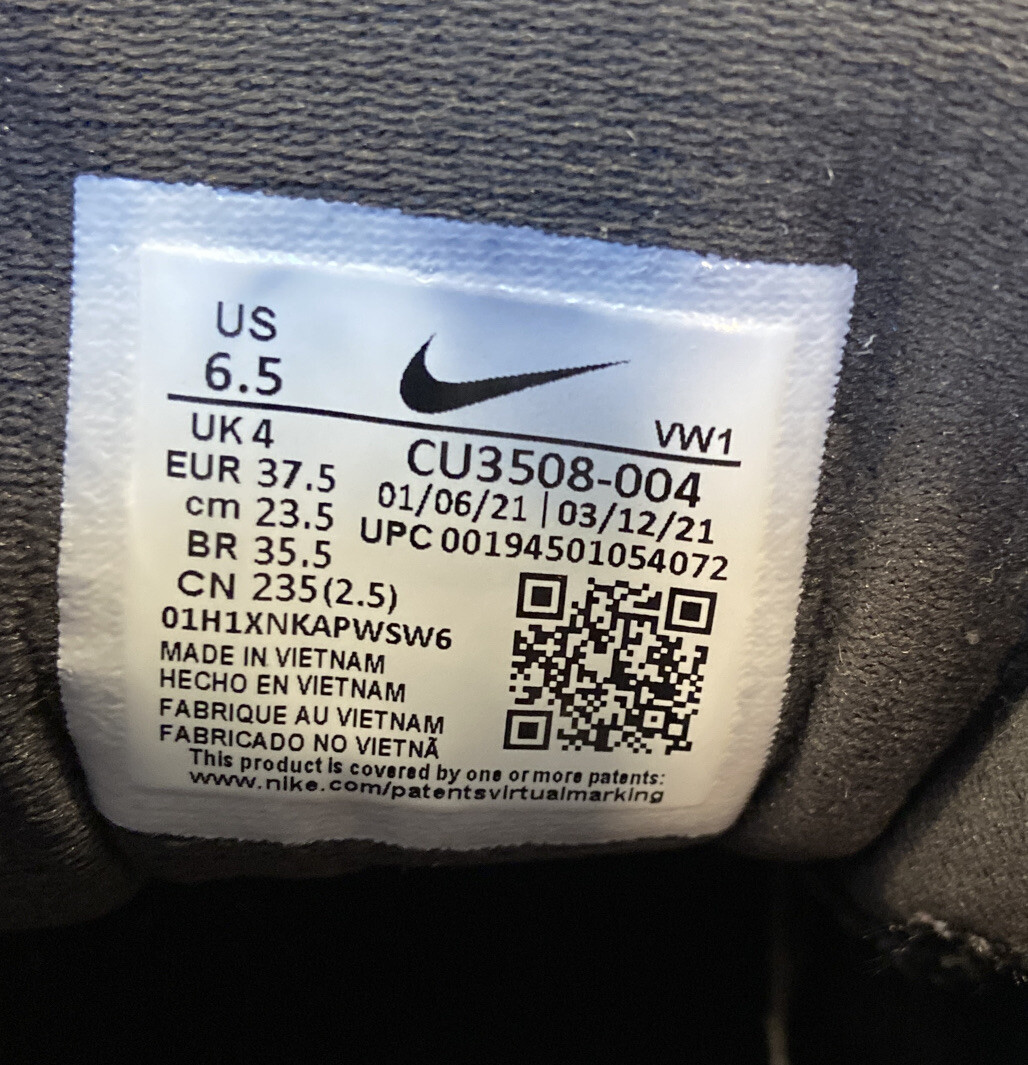 US
6.5
VW1
UK 4
CU3508-004
EUR 37.5
01/06/21 | 03/12/21
cm 23.5
UPC 00194501054072
BR 35.5
CN 235(2.5)
01H1XNKAPWSW6
MADE IN VIETNAM
HECHO EN VIETNAM
FABRIQUE AU VIETNAM
FABRICADO NO VIETNÃ
This product is covered by one or more patents:
www.nike.com/patentsvirtualmarking